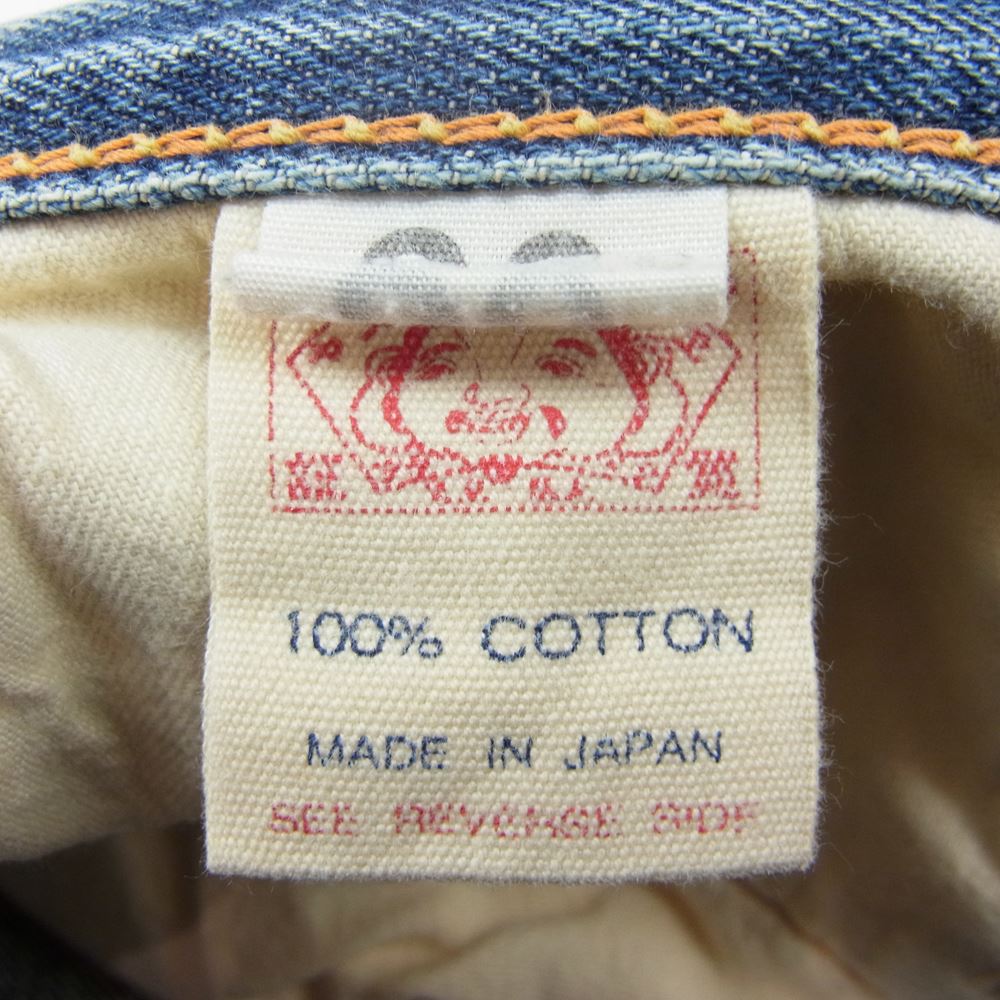 100% COTTON
MADE IN JAPAN
SEE REVERSE SIDE